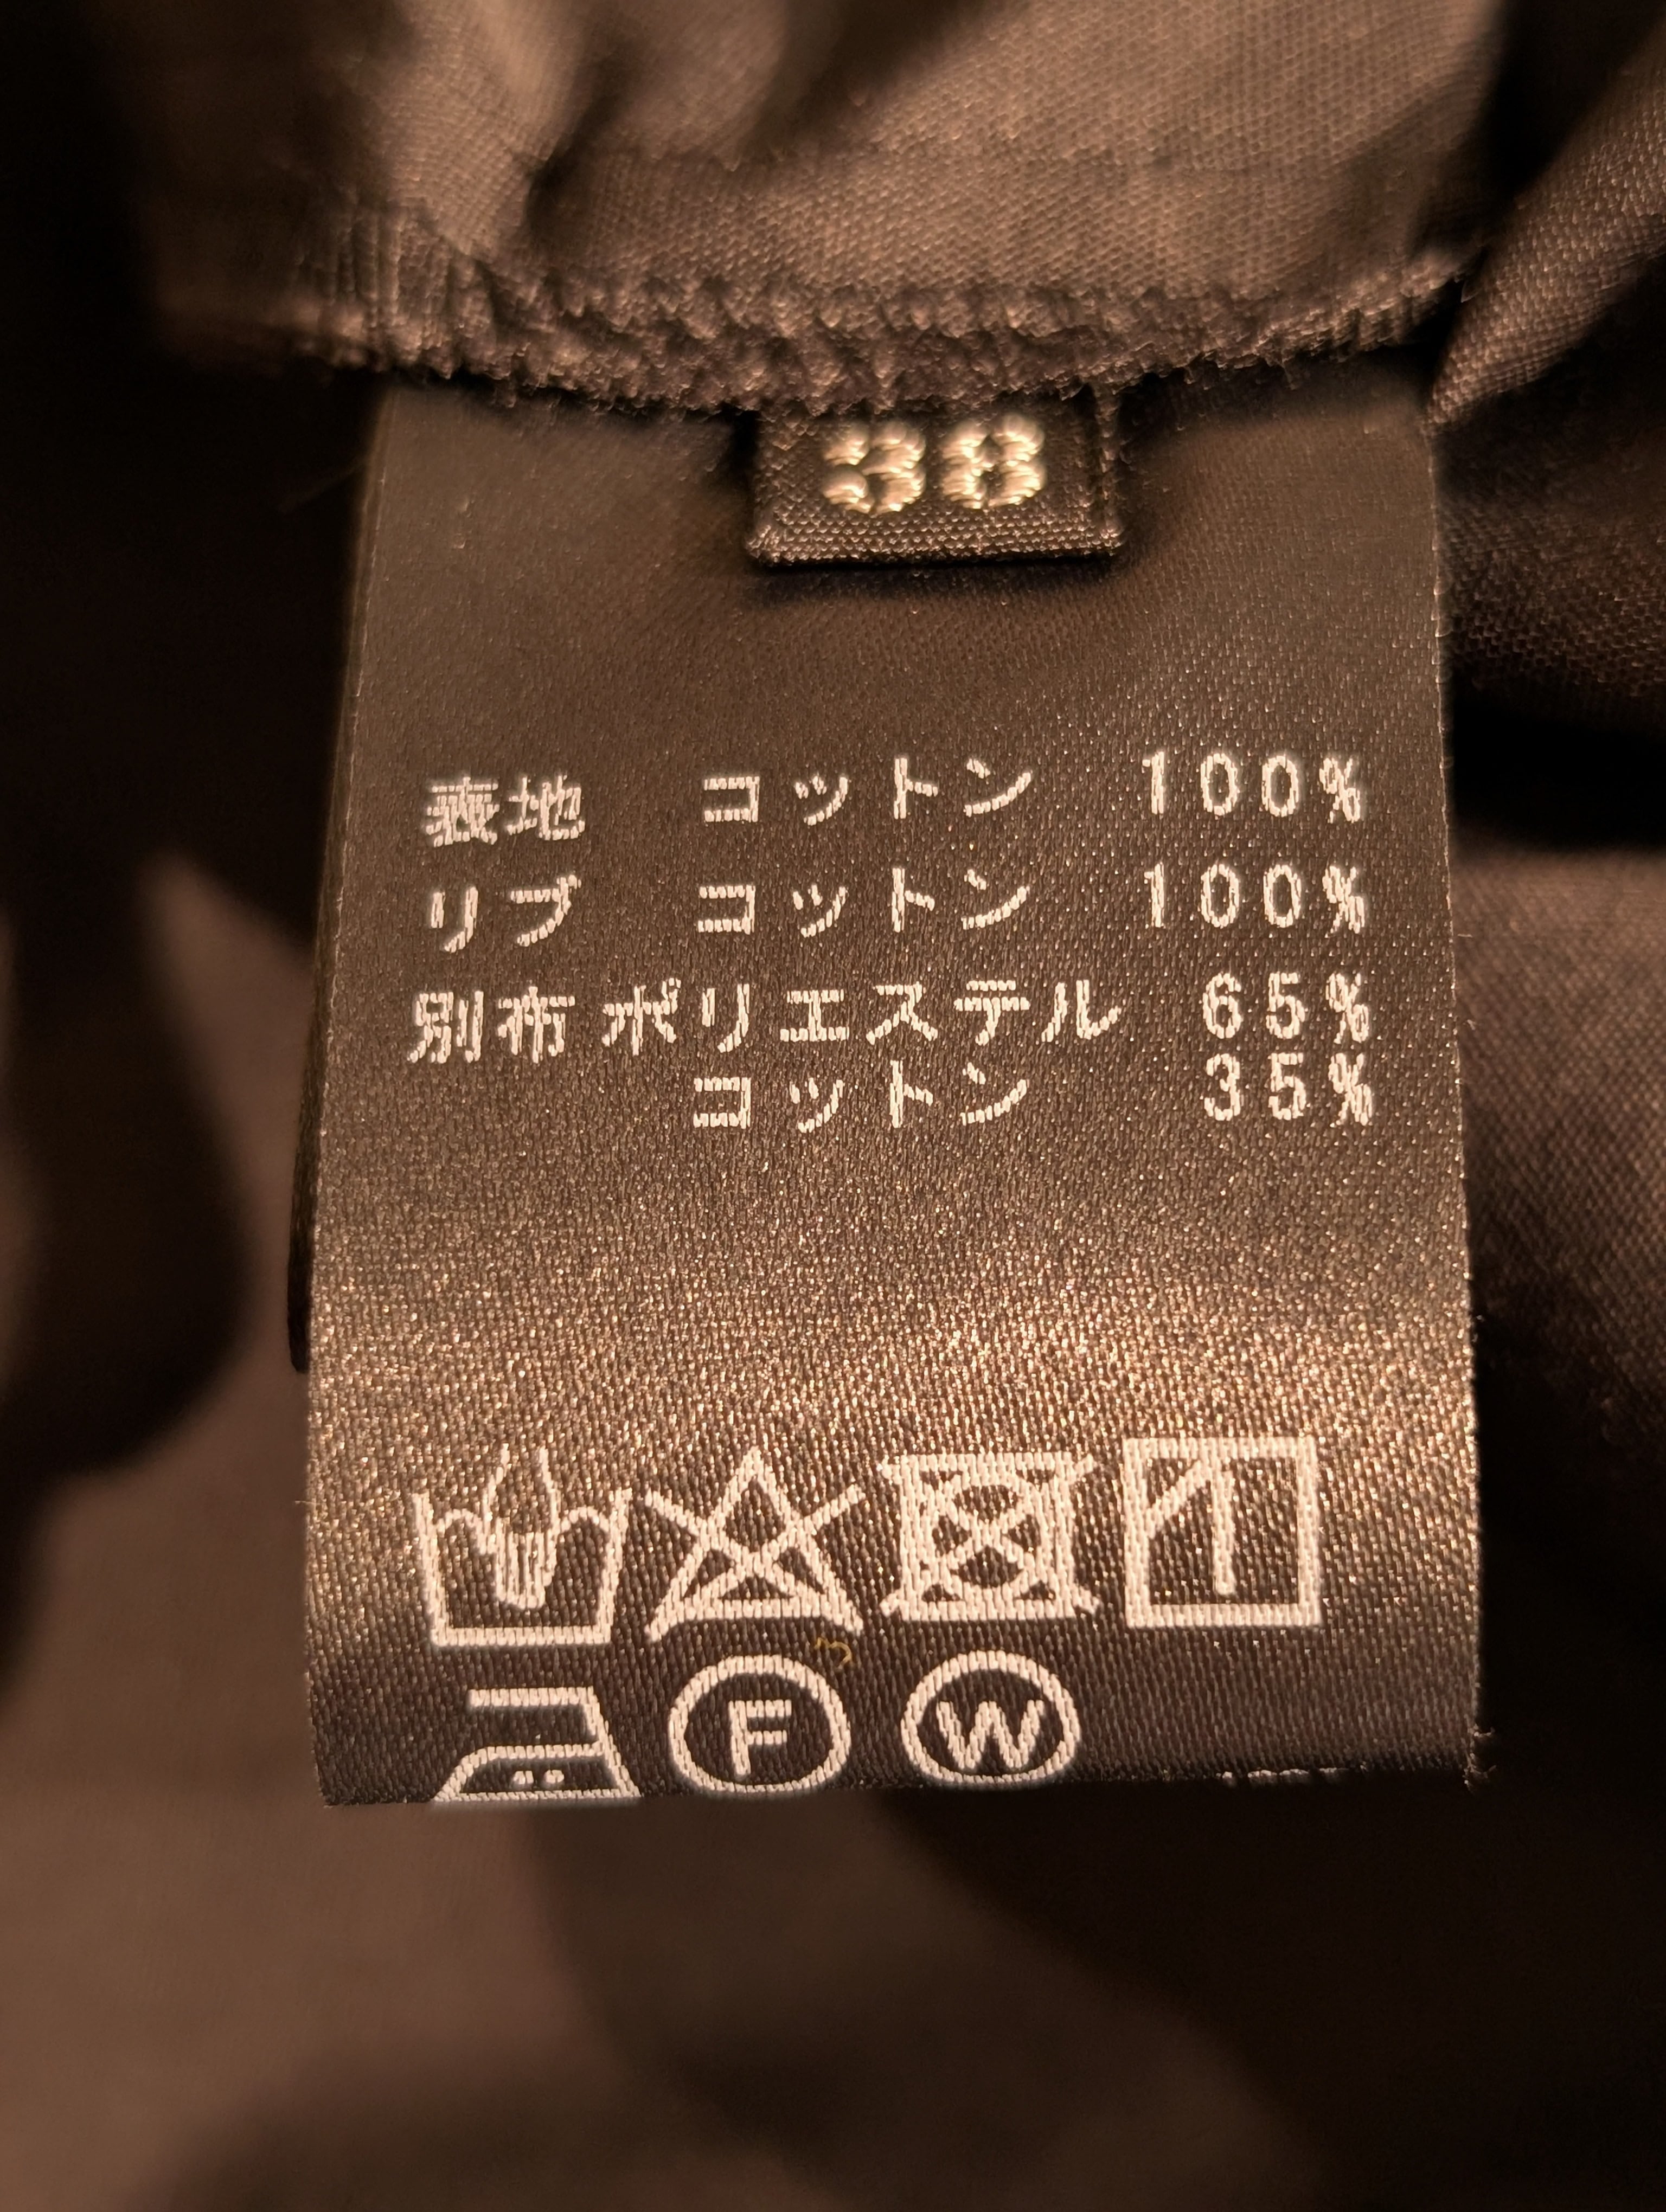 38
表地 コットン 100%
リブ コットン 100%
別布 ポリエステル 65%
コットン 35%
F W